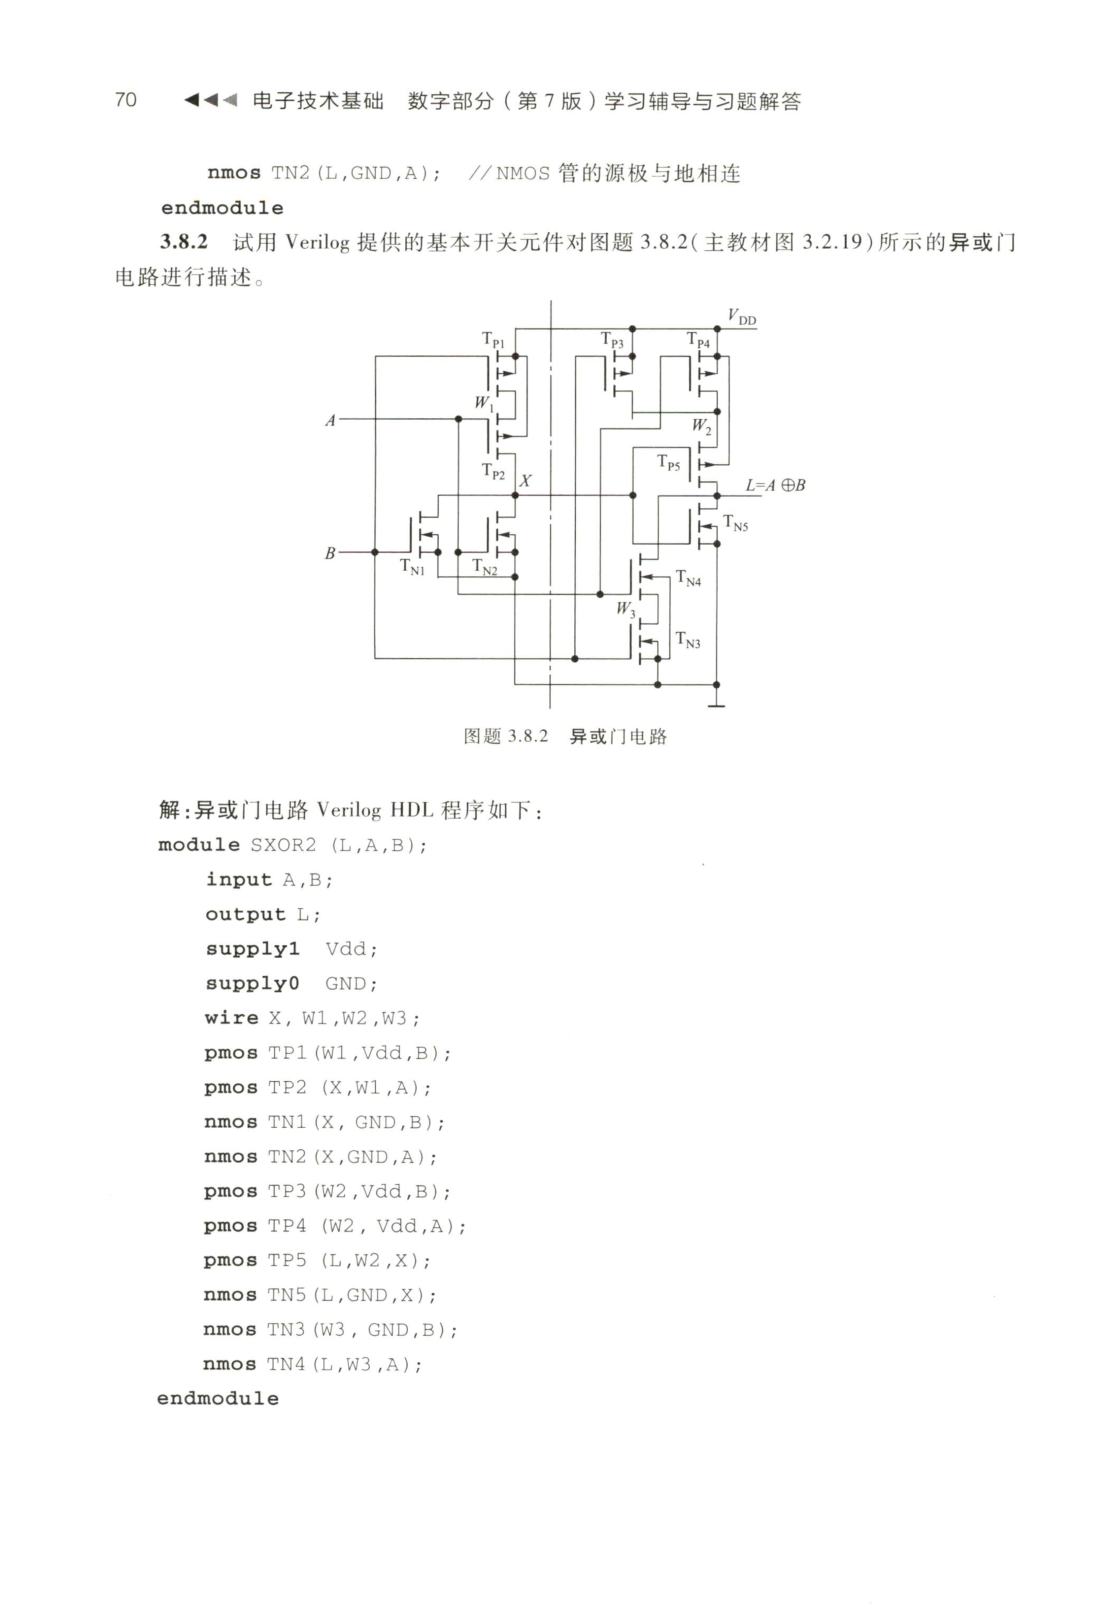 70 电子技术基础 数字部分(第7版)学习辅导与习题解答
nmos TN2(L,GND,A); //NMOS 管的源极与地相连
endmodule
3.8.2 试用 Verilog 提供的基本开关元件对图题 3.8.2(主教材图 3.2.19)所示的异或门
电路进行描述。
VDD
TP1 TP3 TP4
W1
A
W2
TP2 X TP5
L=A⊕B
TN5
B
TN1 TN2
TN4
W3
TN3
图题 3.8.2 异或门电路
解:异或门电路 Verilog HDL 程序如下:
module SXOR2 (L,A,B);
input A,B;
output L;
supply1 Vdd;
supply0 GND;
wire X, W1,W2,W3;
pmos TP1(W1,Vdd,B);
pmos TP2 (X,W1,A);
nmos TN1(X, GND,B);
nmos TN2(X,GND,A);
pmos TP3(W2,Vdd,B);
pmos TP4 (W2, Vdd,A);
pmos TP5 (L,W2,X);
nmos TN5(L,GND,X);
nmos TN3(W3, GND,B);
nmos TN4(L,W3,A);
endmodule